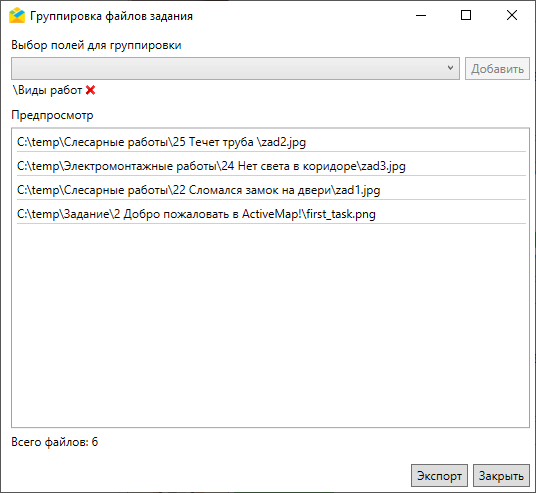 Группировка файлов задания
Выбор полей для группировки
Добавить
\Виды работ
Предпросмотр
C:\temp\Слесарные работы\25 Течет труба \zad2.jpg
C:\temp\Электромонтажные работы\24 Нет света в коридоре\zad3.jpg
C:\temp\Слесарные работы\22 Сломался замок на двери\zad1.jpg
C:\temp\Задание\2 Добро пожаловать в ActiveMap!\first_task.png
Всего файлов: 6
Экспорт Закрыть